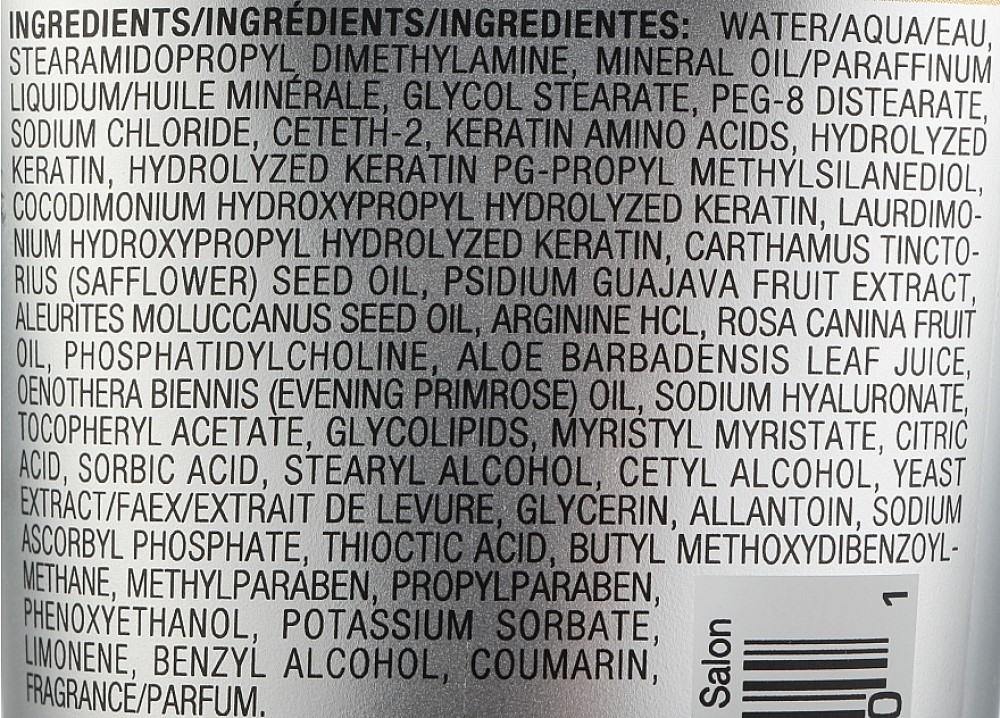 INGREDIENTS/INGRÉDIENTS/INGREDIENTES: WATER/AQUA/EAU,
STEARAMIDOPROPYL DIMETHYLAMINE, MINERAL OIL/PARAFFINUM
LIQUIDUM/HUILE MINÉRALE, GLYCOL STEARATE, PEG-8 DISTEARATE,
SODIUM CHLORIDE, CETETH-2, KERATIN AMINO ACIDS, HYDROLYZED
KERATIN, HYDROLYZED KERATIN PG-PROPYL METHYLSILANEDIOL,
COCODIMONIUM HYDROXYPROPYL HYDROLYZED KERATIN, LAURDIMO-
NIUM HYDROXYPROPYL HYDROLYZED KERATIN, CARTHAMUS TINCTO-
RIUS (SAFFLOWER) SEED OIL, PSIDIUM GUAJAVA FRUIT EXTRACT,
ALEURITES MOLUCCANUS SEED OIL, ARGININE HCL, ROSA CANINA FRUIT
OIL, PHOSPHATIDYLCHOLINE, ALOE BARBADENSIS LEAF JUICE,
OENOTHERA BIENNIS (EVENING PRIMROSE) OIL, SODIUM HYALURONATE,
TOCOPHERYL ACETATE, GLYCOLIPIDS, MYRISTYL MYRISTATE, CITRIC
ACID, SORBIC ACID, STEARYL ALCOHOL, CETYL ALCOHOL, YEAST
EXTRACT/FAEX/EXTRAIT DE LEVURE, GLYCERIN, ALLANTOIN, SODIUM
ASCORBYL PHOSPHATE, THIOCTIC ACID, BUTYL METHOXYDIBENZOYL-
METHANE, METHYLPARABEN, PROPYLPARABEN,
PHENOXYETHANOL, POTASSIUM SORBATE,
LIMONENE, BENZYL ALCOHOL, COUMARIN,
FRAGRANCE/PARFUM.
Salon
1
0